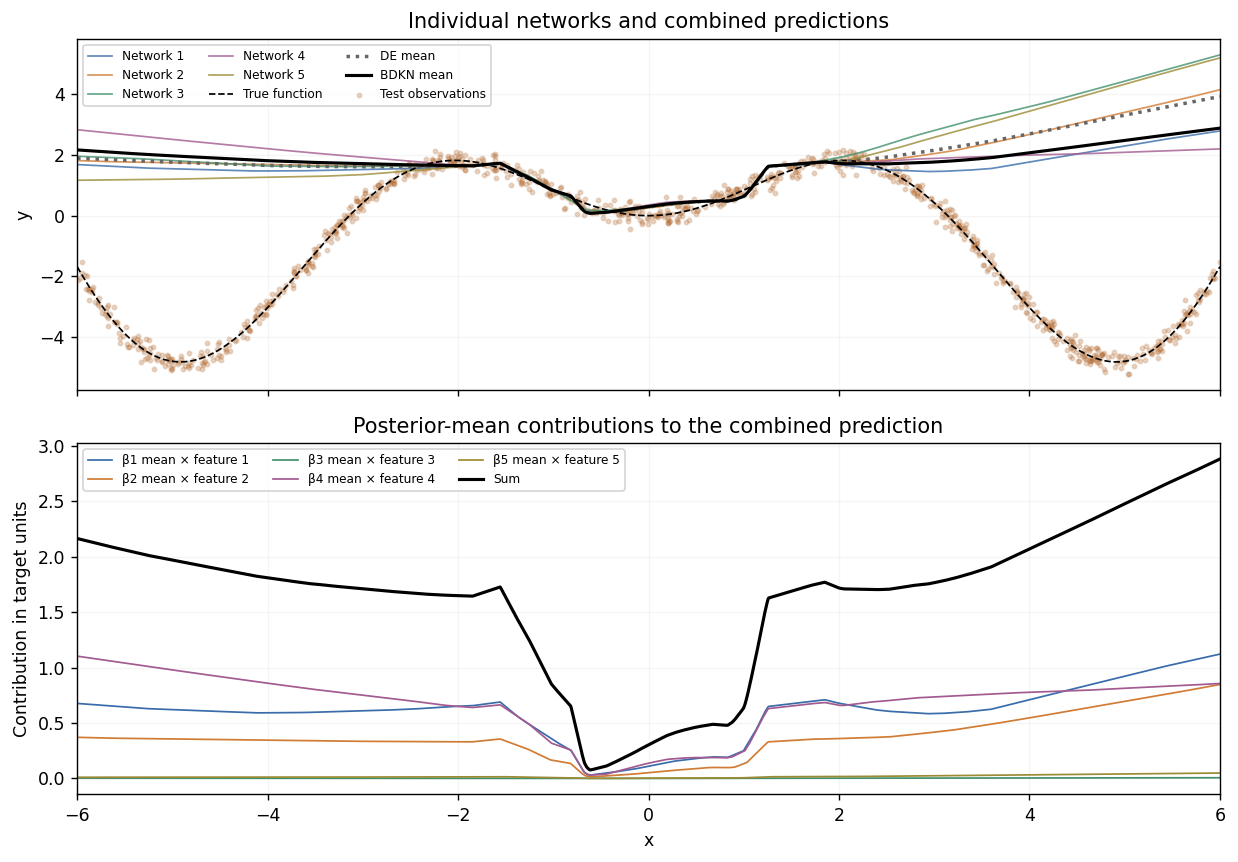 Individual networks and combined predictions
Network 1
Network 2
Network 3
Network 4
Network 5
True function
DE mean
BDKN mean
Test observations
y
4
2
0
−2
−4
Posterior-mean contributions to the combined prediction
β1 mean × feature 1
β2 mean × feature 2
β3 mean × feature 3
β4 mean × feature 4
β5 mean × feature 5
Sum
Contribution in target units
3.0
2.5
2.0
1.5
1.0
0.5
0.0
−6
−4
−2
0
2
4
6
x